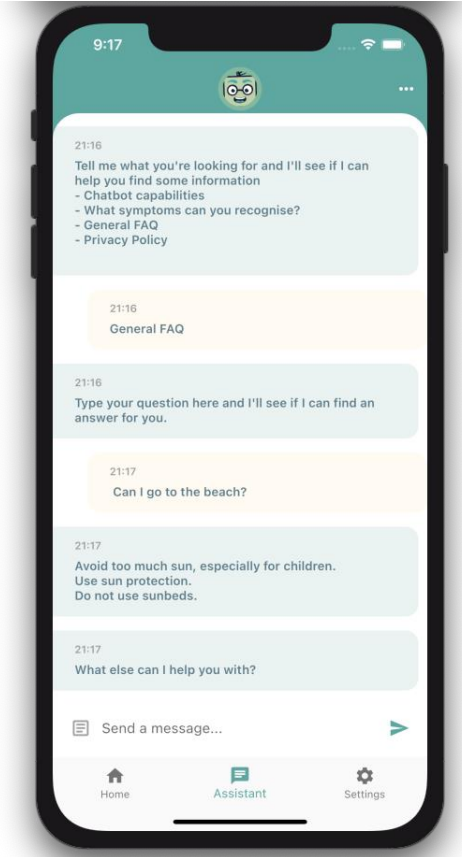 9:17
21:16
Tell me what you're looking for and I'll see if I can
help you find some information
- Chatbot capabilities
- What symptoms can you recognise?
- General FAQ
- Privacy Policy
21:16
General FAQ
21:16
Type your question here and I'll see if I can find an
answer for you.
21:17
Can I go to the beach?
21:17
Avoid too much sun, especially for children.
Use sun protection.
Do not use sunbeds.
21:17
What else can I help you with?
Send a message...
Home
Assistant
Settings